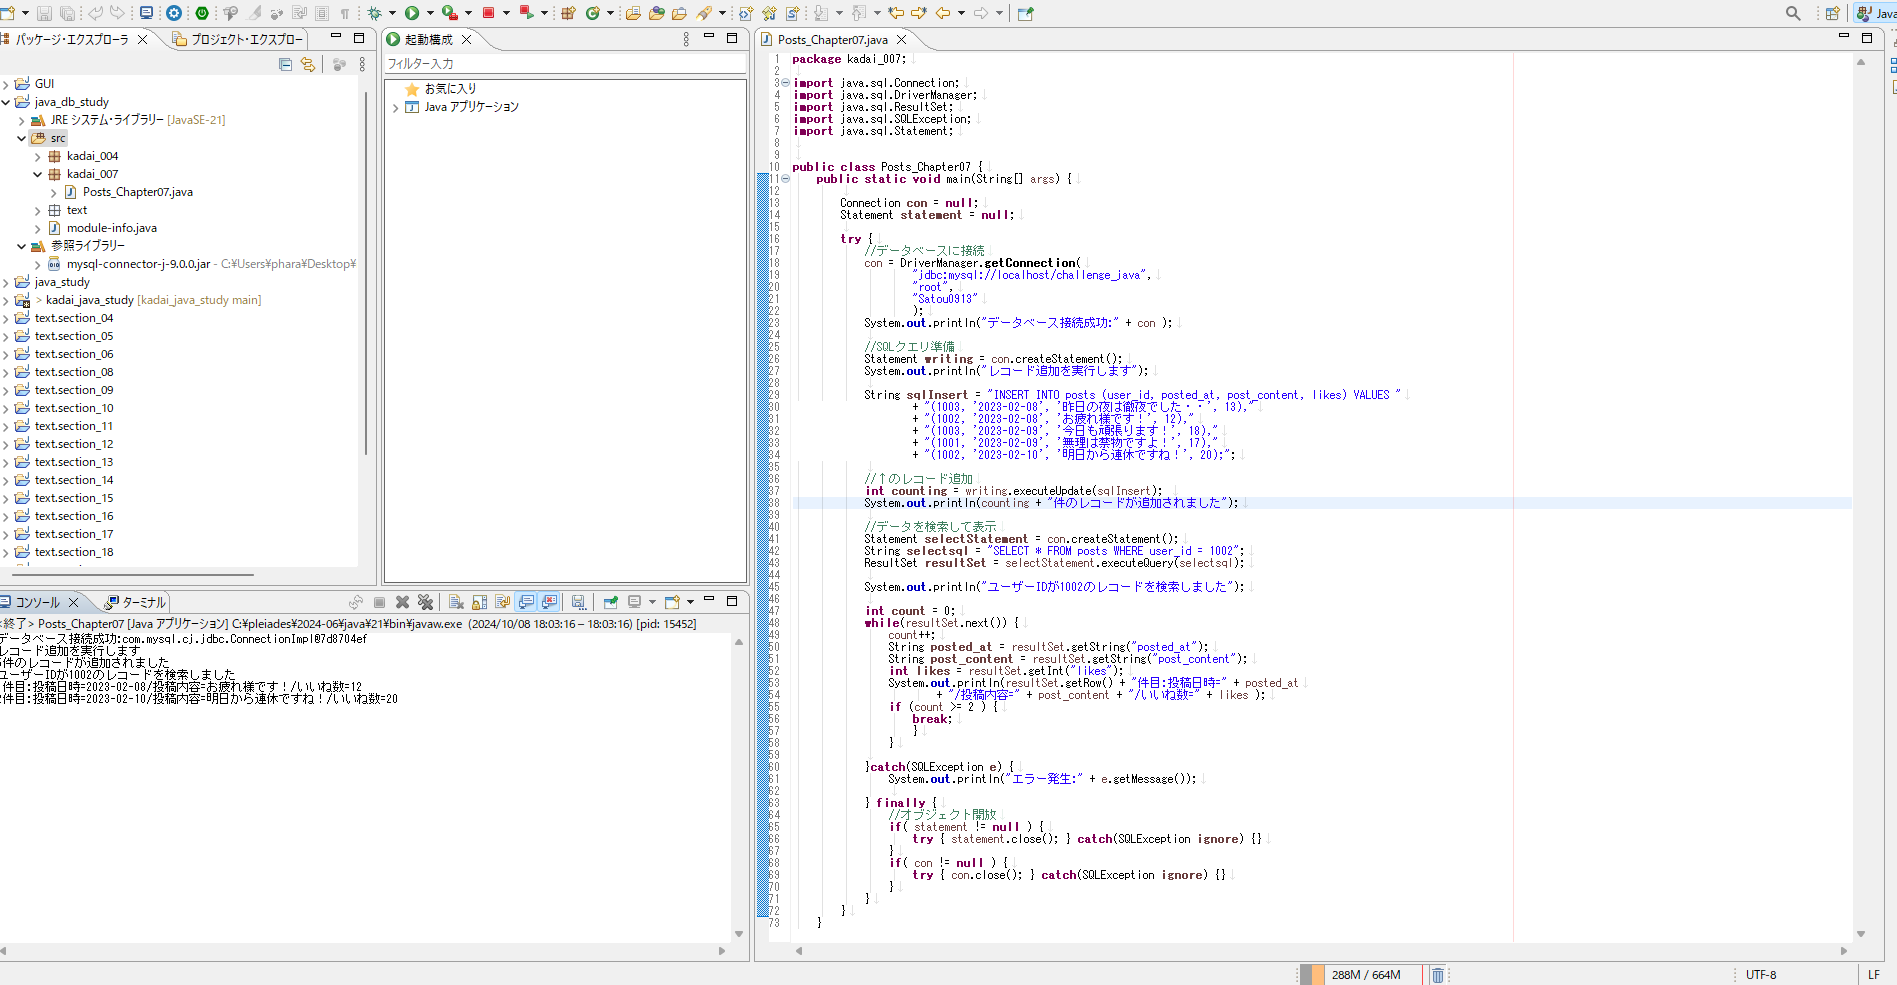 Java
パッケージ・エクスプローラ
プロジェクト・エクスプロー
GUI
java_db_study
JRE システム・ライブラリー [JavaSE-21]
src
kadai_004
kadai_007
Posts_Chapter07.java
text
module-info.java
参照ライブラリー
mysql-connector-j-9.0.0.jar - C:¥Users¥phara¥Desktop¥
java_study
> kadai_java_study [kadai_java_study main]
text.section_04
text.section_05
text.section_06
text.section_08
text.section_09
text.section_10
text.section_11
text.section_12
text.section_13
text.section_14
text.section_15
text.section_16
text.section_17
text.section_18
起動構成
フィルター入力
お気に入り
Java アプリケーション
Posts_Chapter07.java
1 package kadai_007;
2
3 import java.sql.Connection;
4 import java.sql.DriverManager;
5 import java.sql.ResultSet;
6 import java.sql.SQLException;
7 import java.sql.Statement;
8
9
10 public class Posts_Chapter07 {
11 public static void main(String[] args) {
12
13 Connection con = null;
14 Statement statement = null;
15
16 try {
17 //データベースに接続
18 con = DriverManager.getConnection(
19 "jdbc:mysql://localhost/challenge_java",
20 "root",
21 "Satou0913"
22 );
23 System.out.println("データベース接続成功:" + con );
24
25 //SQLクエリ準備
26 Statement writing = con.createStatement();
27 System.out.println("レコード追加を実行します");
28
29 String sqlInsert = "INSERT INTO posts (user_id, posted_at, post_content, likes) VALUES "
30 + "(1003, '2023-02-08', '昨日の夜は徹夜でした・・', 13),"
31 + "(1002, '2023-02-08', 'お疲れ様です！', 12),"
32 + "(1003, '2023-02-09', '今日も頑張ります！', 18),"
33 + "(1001, '2023-02-09', '無理は禁物ですよ！', 17),"
34 + "(1002, '2023-02-10', '明日から連休ですね！', 20);";
35
36 //↑のレコード追加
37 int counting = writing.executeUpdate(sqlInsert);
38 System.out.println(counting + "件のレコードが追加されました");
39
40 //データを検索して表示
41 Statement selectStatement = con.createStatement();
42 String selectsql = "SELECT * FROM posts WHERE user_id = 1002";
43 ResultSet resultSet = selectStatement.executeQuery(selectsql);
44
45 System.out.println("ユーザーIDが1002のレコードを検索しました");
46
47 int count = 0;
48 while(resultSet.next()) {
49 count++;
50 String posted_at = resultSet.getString("posted_at");
51 String post_content = resultSet.getString("post_content");
52 int likes = resultSet.getInt("likes");
53 System.out.println(resultSet.getRow() + "件目:投稿日時=" + posted_at
54 + "/投稿内容=" + post_content + "/いいね数=" + likes );
55 if (count >= 2 ) {
56 break;
57 }
58 }
59
60 }catch(SQLException e) {
61 System.out.println("エラー発生:" + e.getMessage());
62
63 } finally {
64 //オブジェクト開放
65 if( statement != null ) {
66 try { statement.close(); } catch(SQLException ignore) {}
67 }
68 if( con != null ) {
69 try { con.close(); } catch(SQLException ignore) {}
70 }
71 }
72 }
73 }
コンソール
ターミナル
<終了> Posts_Chapter07 [Java アプリケーション] C:¥pleiades¥2024-06¥java¥21¥bin¥javaw.exe (2024/10/08 18:03:16 – 18:03:16) [pid: 15452]
データベース接続成功:com.mysql.cj.jdbc.ConnectionImpl@7d8704ef
レコード追加を実行します
件のレコードが追加されました
ユーザーIDが1002のレコードを検索しました
件目:投稿日時=2023-02-08/投稿内容=お疲れ様です！/いいね数=12
件目:投稿日時=2023-02-10/投稿内容=明日から連休ですね！/いいね数=20
288M / 664M
UTF-8
LF